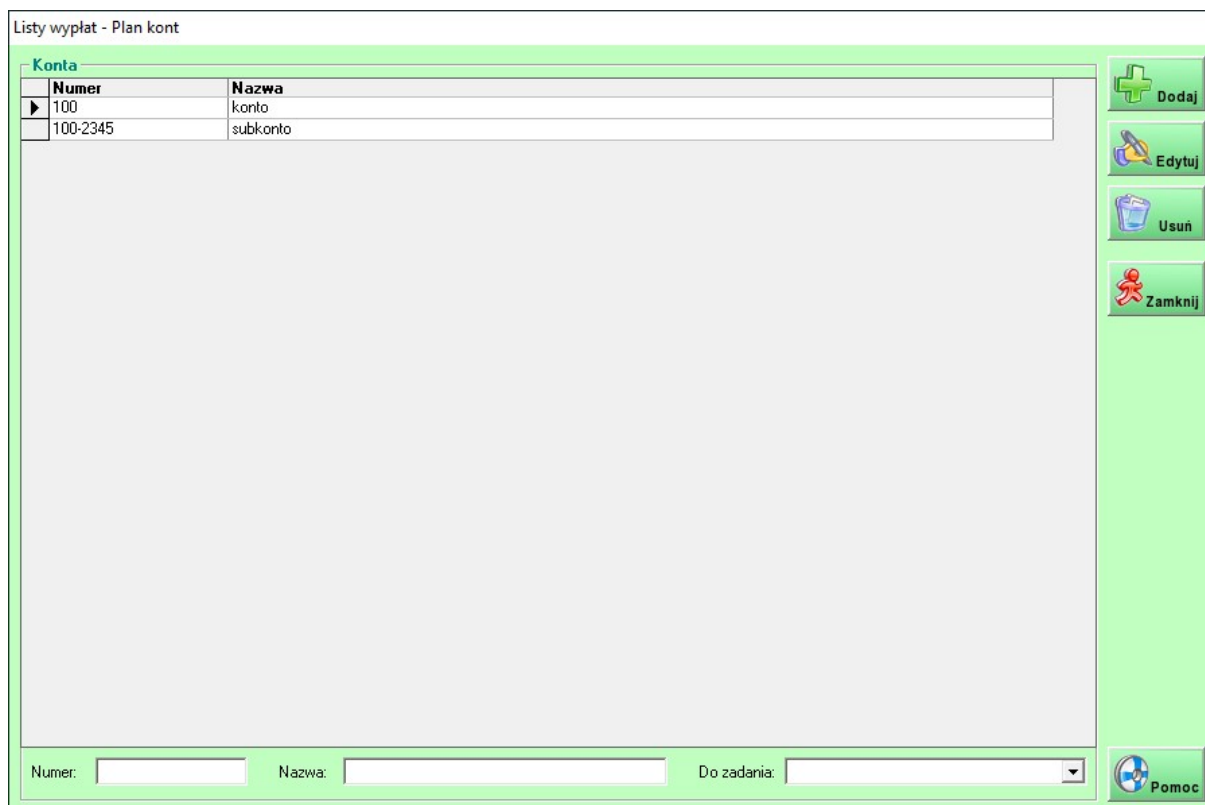 Listy wypłat - Plan kont
Konta
Numer Nazwa
100 konto
100-2345 subkonto
Dodaj
Edytuj
Usuń
Zamknij
Numer: Nazwa: Do zadania:
Pomoc